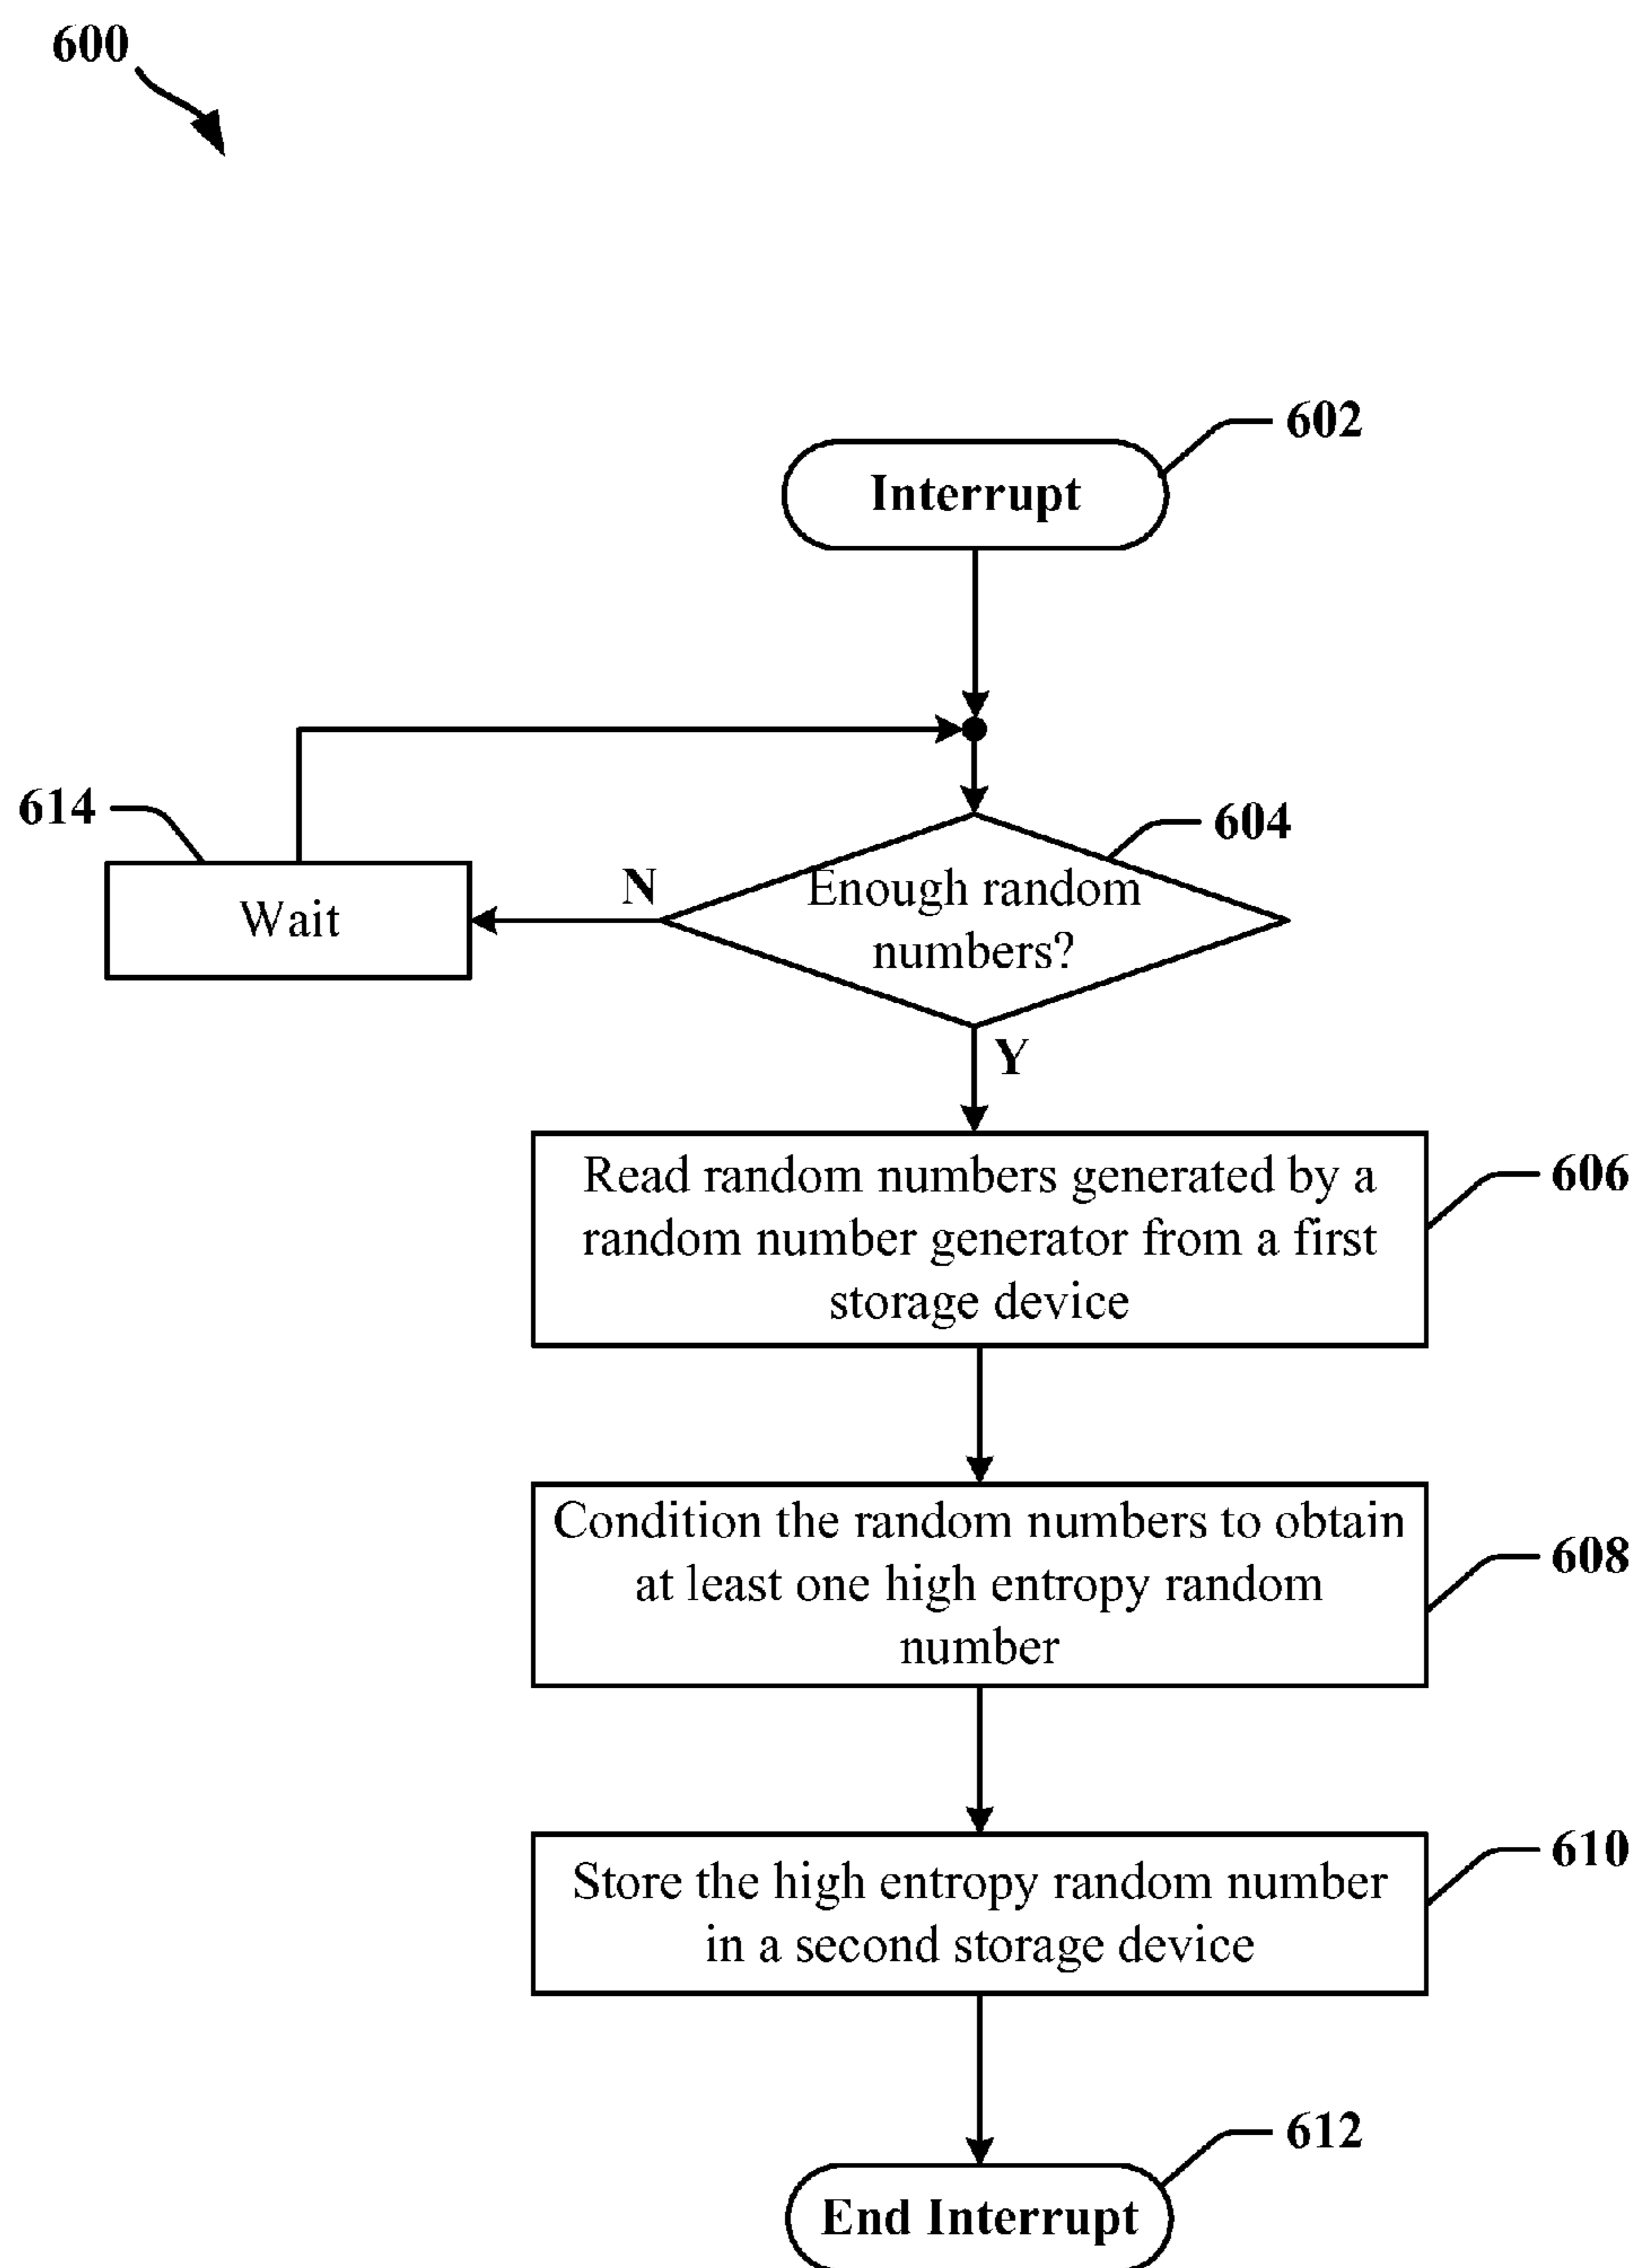 600
602
Interrupt
614
604
Wait
N
Enough random
numbers?
Y
Read random numbers generated by a
random number generator from a first
storage device
606
Condition the random numbers to obtain
at least one high entropy random
number
608
Store the high entropy random number
in a second storage device
610
612
End Interrupt